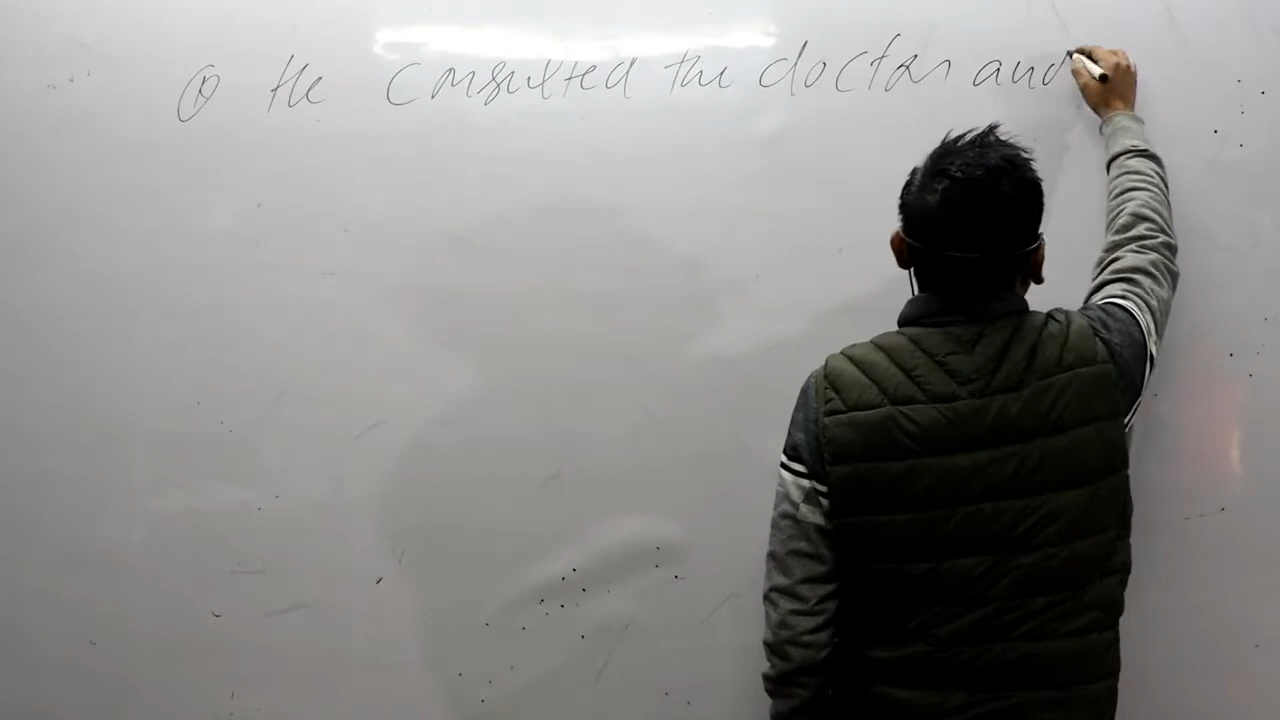 ① He consulted the doctor and